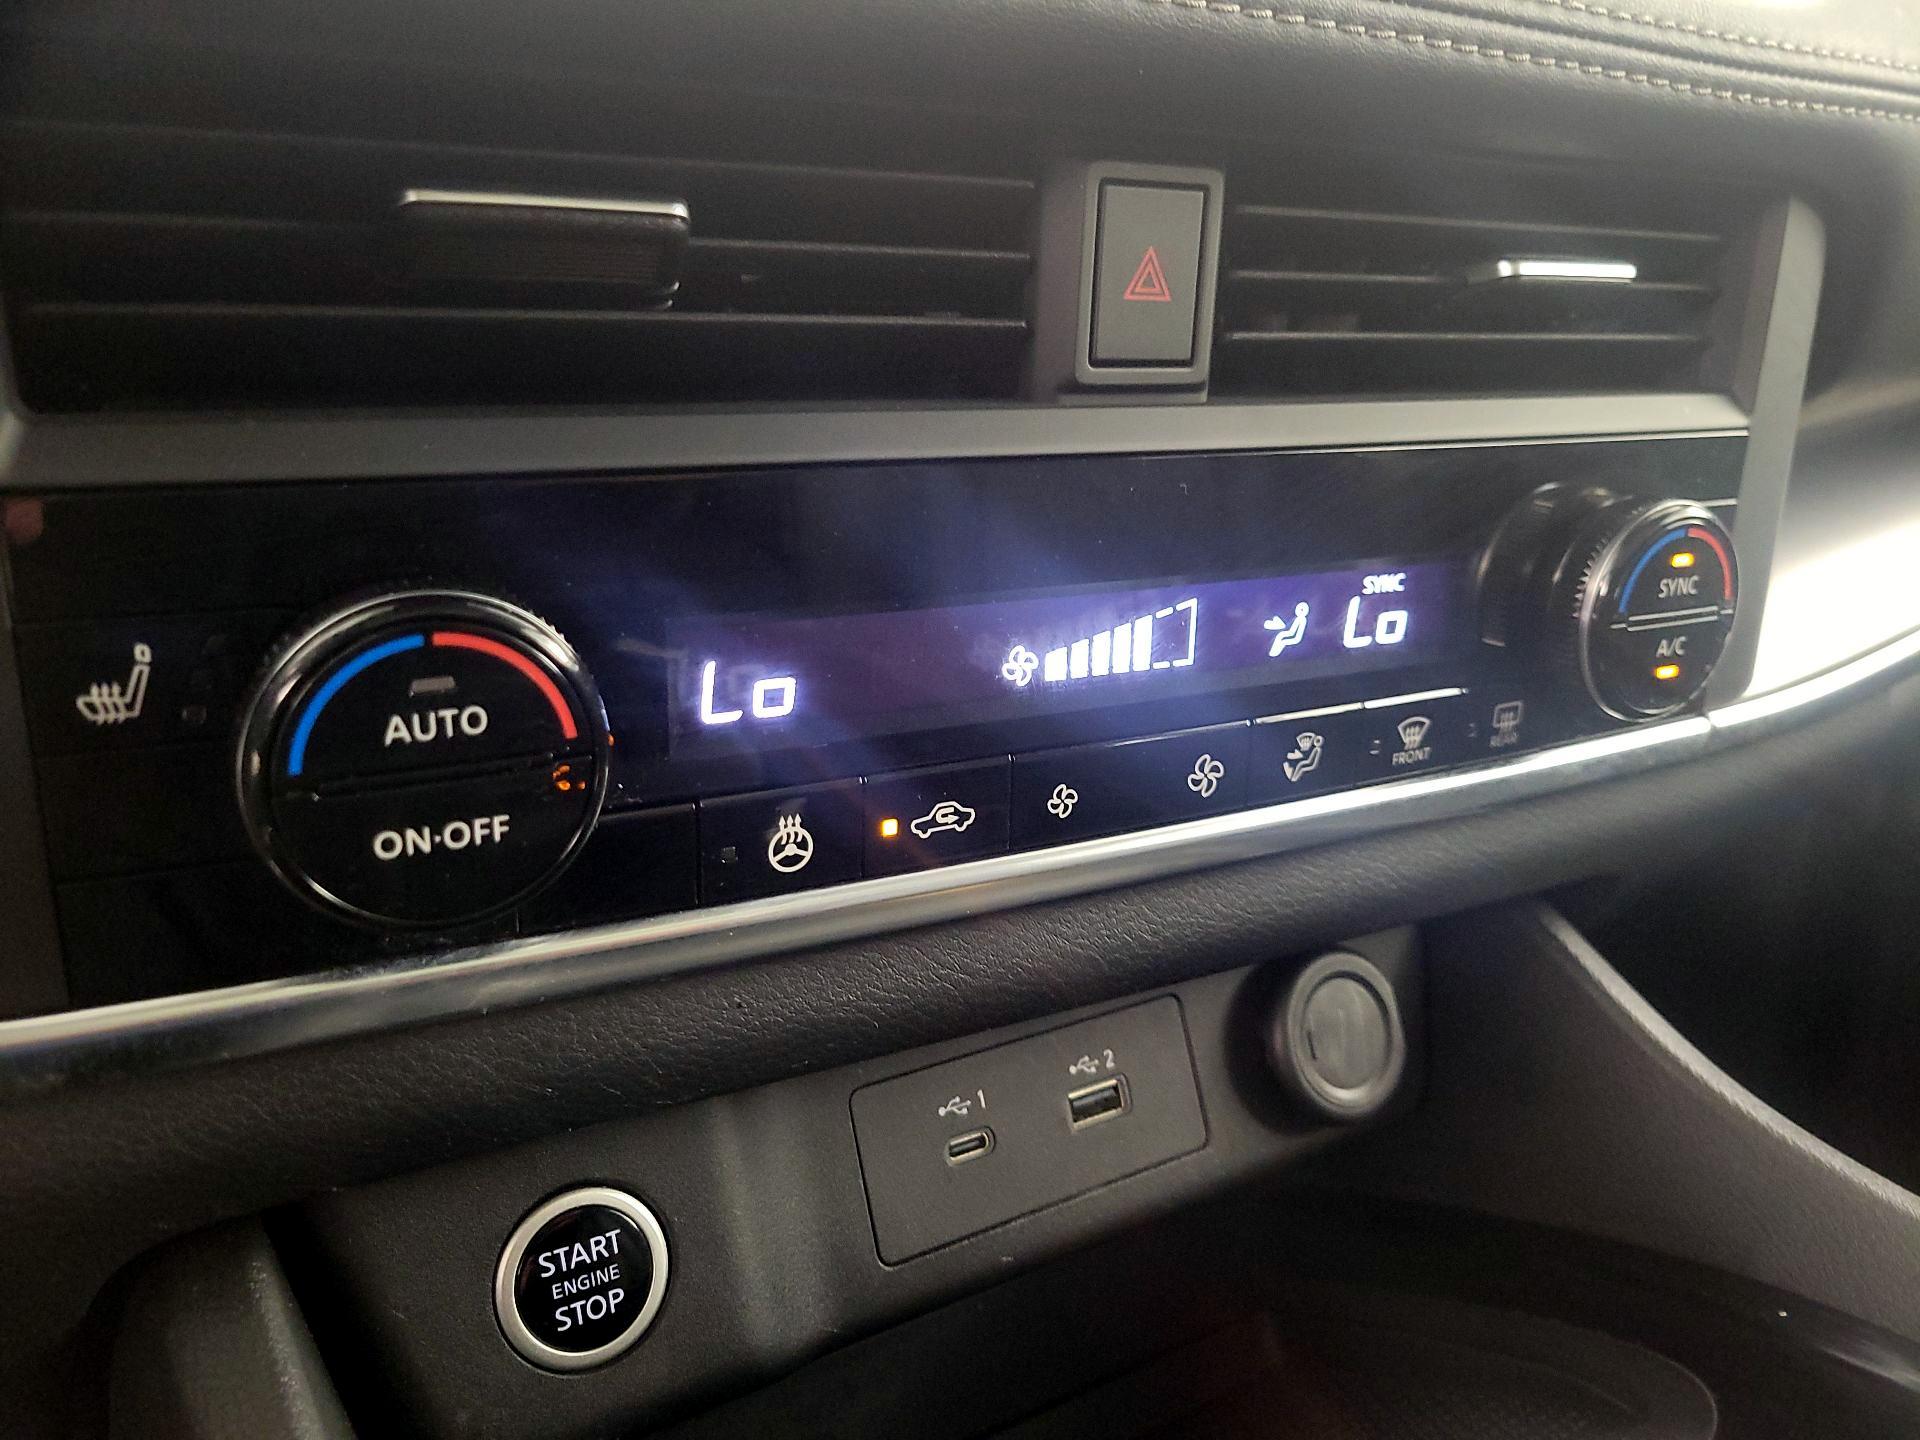 SYNC
Lo
Lo
SYNC
A/C
AUTO
ON·OFF
FRONT
REAR
1
2
START
ENGINE
STOP